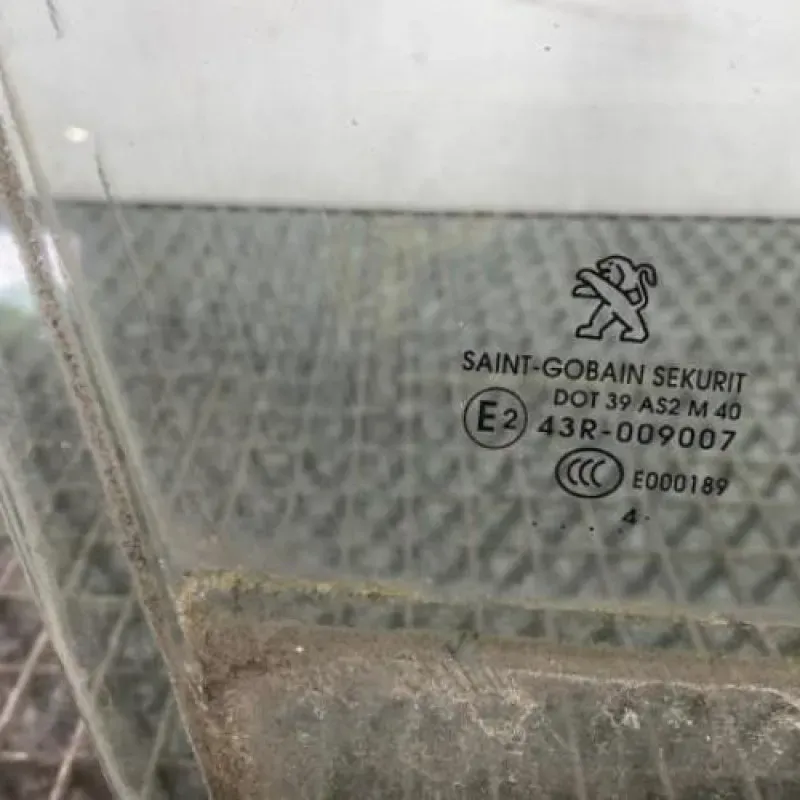 SAINT-GOBAIN SEKURIT
DOT 39 AS2 M 40
E2 43R-009007
CCC E000189
. . . . 4 .